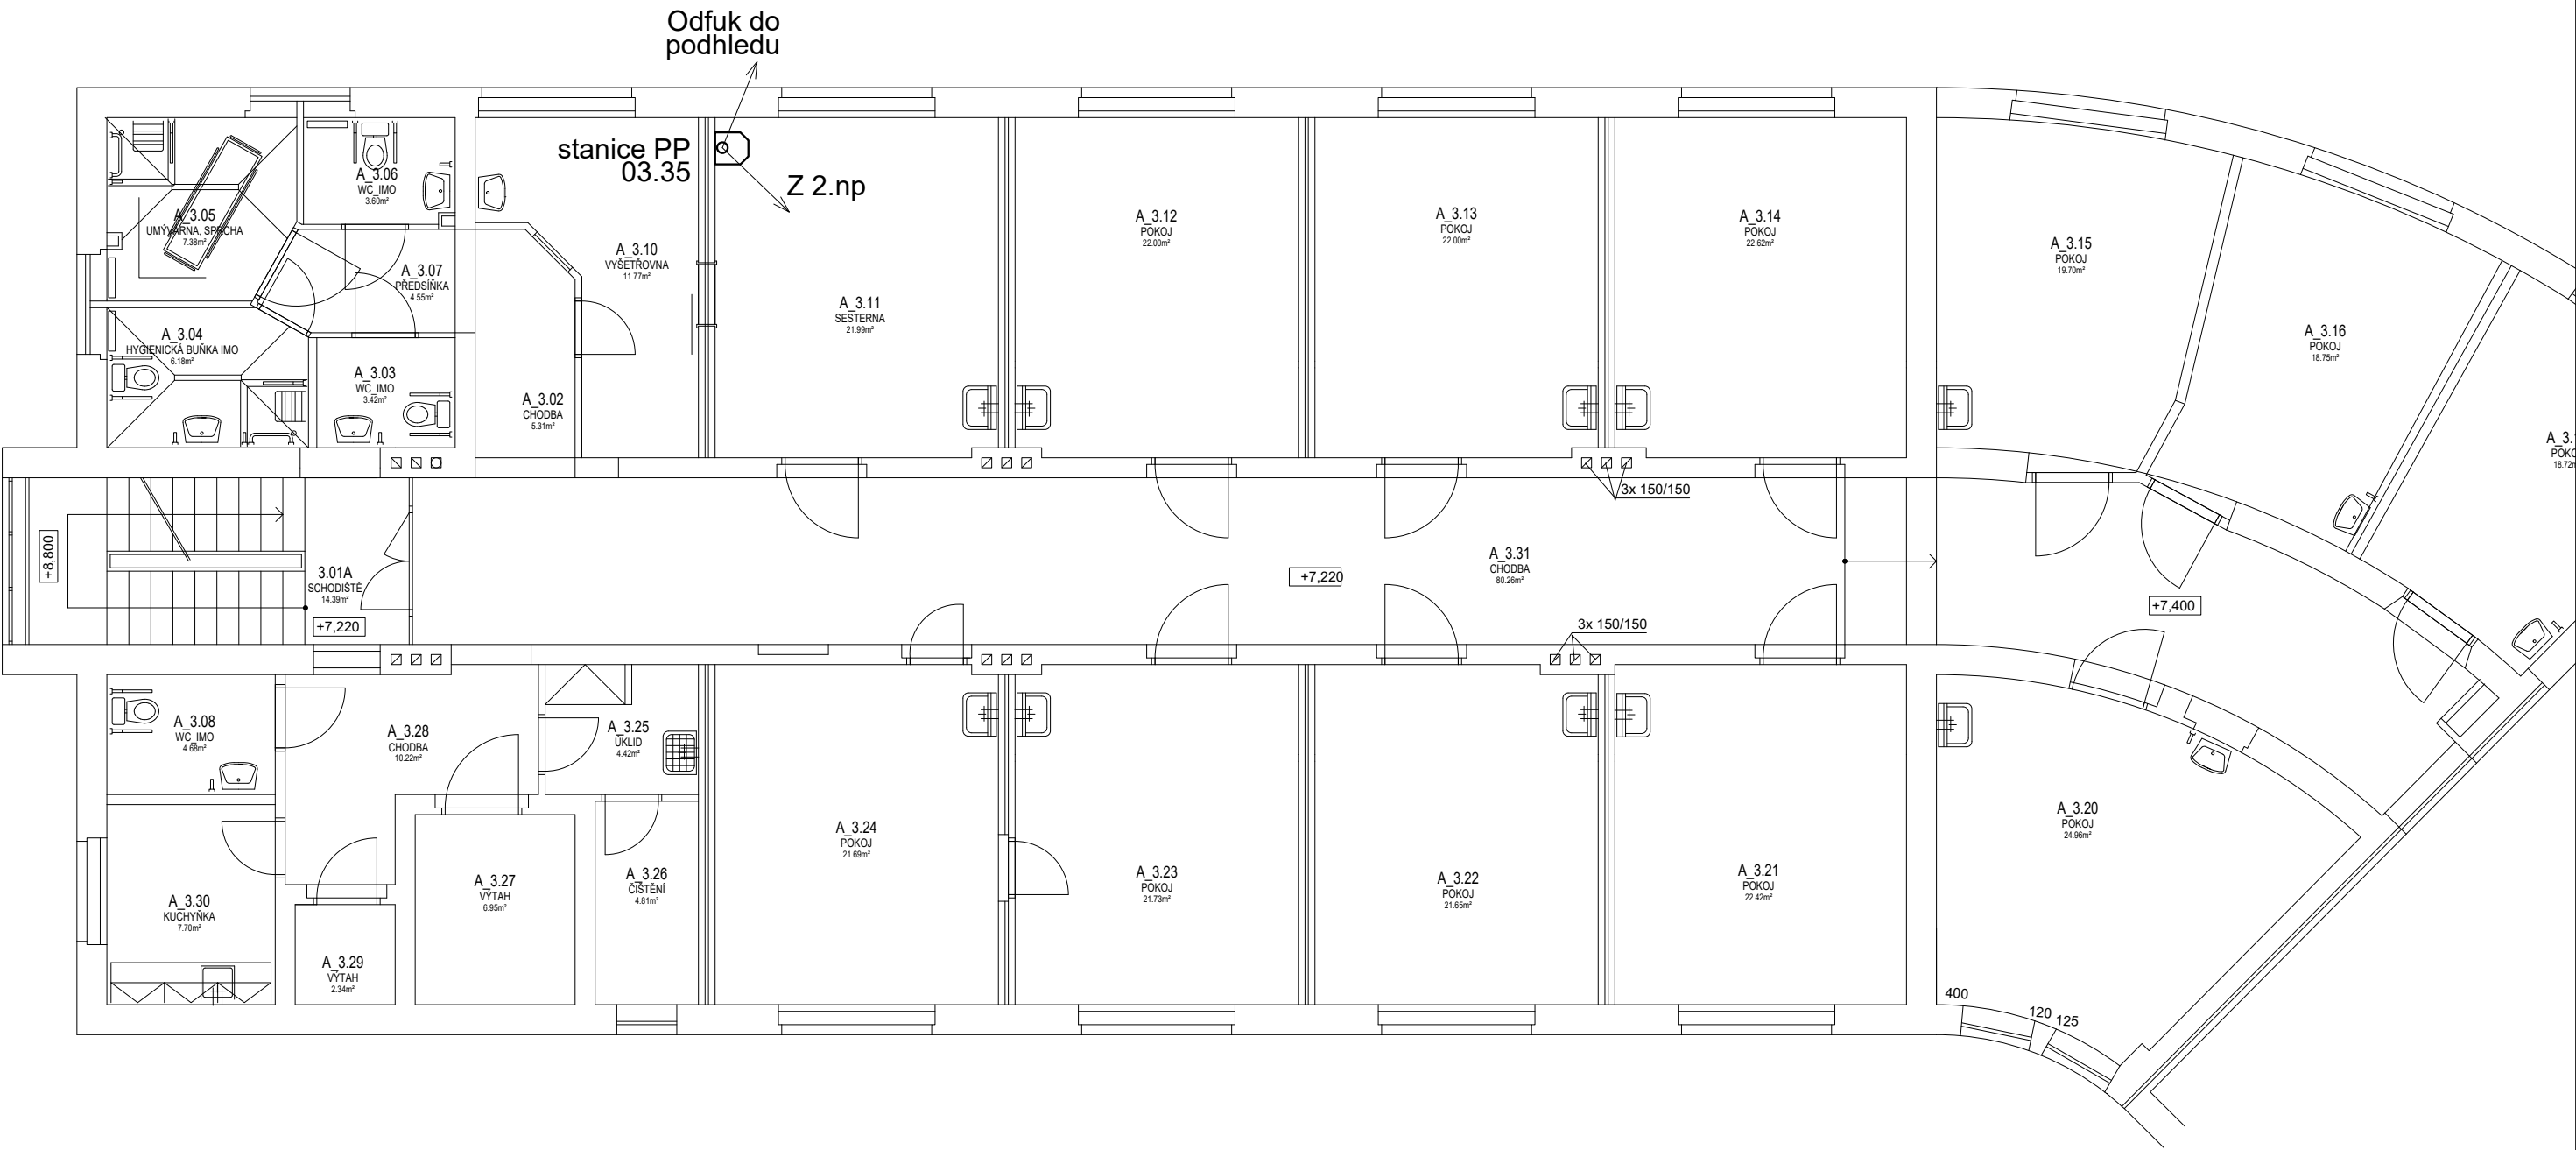 Odfuk do
podhledu
stanice PP
03.35
Z 2.np
A_3.06
WC_IMO
3.60m²
A_3.05
UMÝVÁRNA, SPRCHA
7.38m²
A_3.07
PŘEDSÍŇKA
4.55m²
A_3.04
HYGIENICKÁ BUŇKA IMO
6.18m²
A_3.03
WC_IMO
3.42m²
A_3.10
VYŠETŘOVNA
11.77m²
A_3.02
CHODBA
5.31m²
A_3.11
SESTERNA
21.99m²
A_3.12
POKOJ
22.00m²
A_3.13
POKOJ
22.00m²
A_3.14
POKOJ
22.62m²
A_3.15
POKOJ
19.70m²
A_3.16
POKOJ
18.75m²
A_3.
18.72
3x 150/150
+8,800
3.01A
SCHODIŠTĚ
14.39m²
+7,220
A_3.31
CHODBA
80.26m²
+7,220
+7,400
3x 150/150
A_3.08
WC_IMO
4.68m²
A_3.28
CHODBA
10.22m²
A_3.25
ÚKLID
4.42m²
A_3.30
KUCHYŇKA
7.70m²
A_3.29
VÝTAH
2.34m²
A_3.27
VÝTAH
6.95m²
A_3.26
ČIŠTĚNÍ
4.81m²
A_3.24
POKOJ
21.69m²
A_3.23
POKOJ
21.73m²
A_3.22
POKOJ
21.65m²
A_3.21
POKOJ
22.42m²
A_3.20
POKOJ
24.96m²
400
120
125